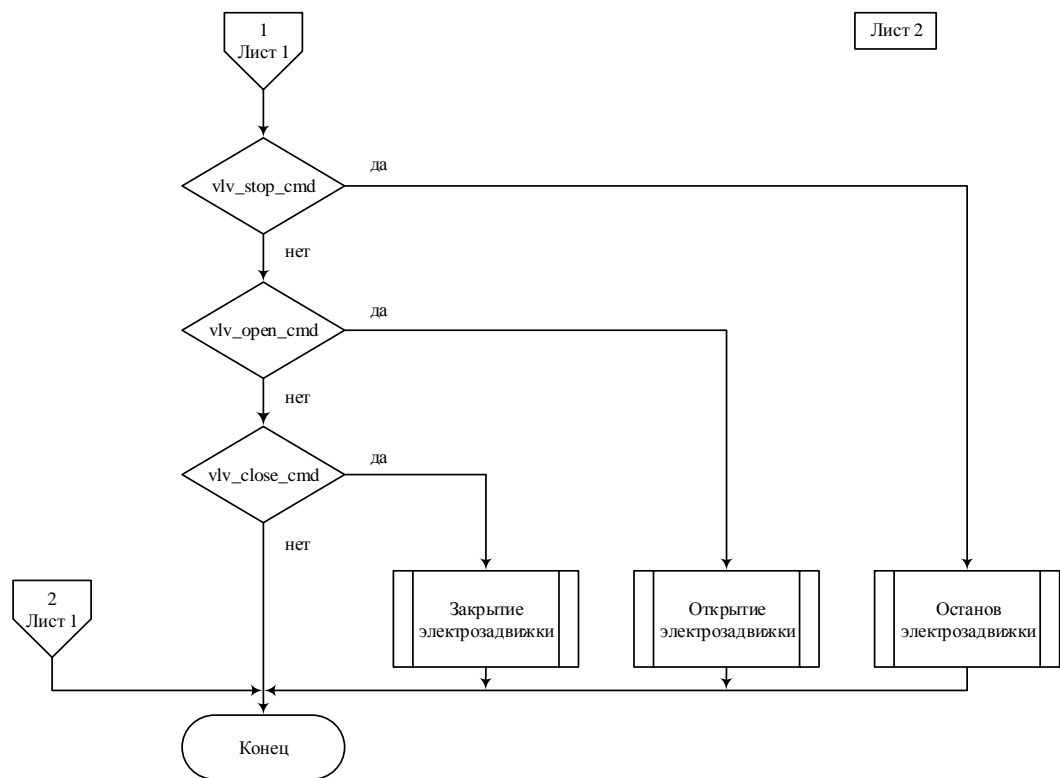 1
Лист 1
Лист 2
да
vlv_stop_cmd
нет
да
vlv_open_cmd
нет
да
vlv_close_cmd
нет
2
Лист 1
Закрытие
электрозадвижки
Открытие
электрозадвижки
Останов
электрозадвижки
Конец